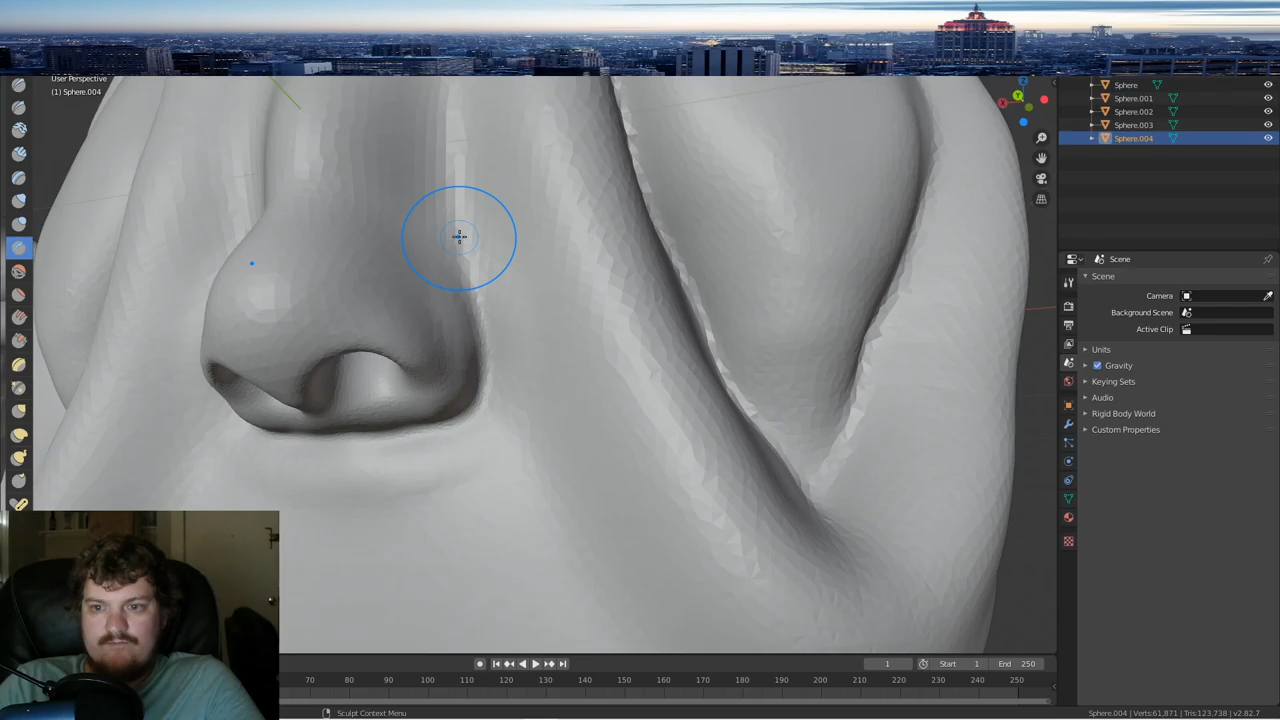 User Perspective
(1) Sphere.004
X
Y
Z
Sphere
Sphere.001
Sphere.002
Sphere.003
Sphere.004
Scene
Scene
Camera
Background Scene
Active Clip
Units
Gravity
Keying Sets
Audio
Rigid Body World
Custom Properties
1
Start 1
End 250
70 80 90 100 110 120 130 140 150 160 170 180 190 200 210 220 230 240 250
Sculpt Context Menu
Sphere.004 | Verts:61,871 | Tris:123,738 | v2.82.7